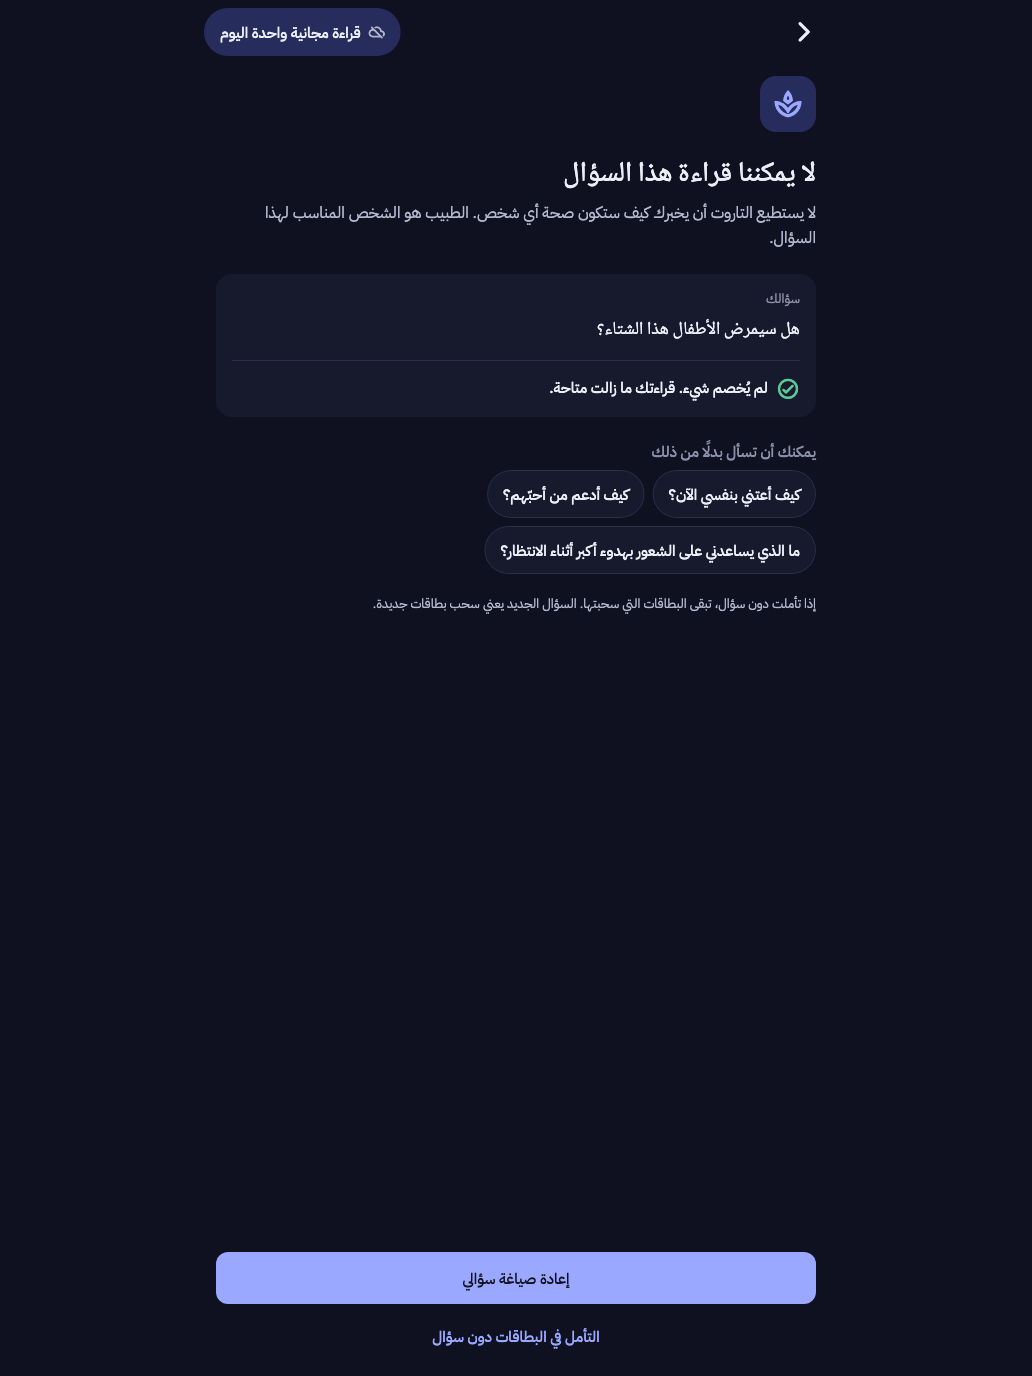 قراءة مجانية واحدة اليوم
لا يمكننا قراءة هذا السؤال
لا يستطيع التاروت أن يخبرك كيف ستكون صحة أي شخص. الطبيب هو الشخص المناسب لهذا
السؤال.
سؤالك
هل سيمرض الأطفال هذا الشتاء؟
لم يُخصم شيء. قراءتك ما زالت متاحة.
يمكنك أن تسأل بدلًا من ذلك
كيف أعتني بنفسي الآن؟
كيف أدعم من أحبّهم؟
ما الذي يساعدني على الشعور بهدوء أكبر أثناء الانتظار؟
إذا تأملت دون سؤال، تبقى البطاقات التي سحبتها. السؤال الجديد يعني سحب بطاقات جديدة.
إعادة صياغة سؤالي
التأمل في البطاقات دون سؤال